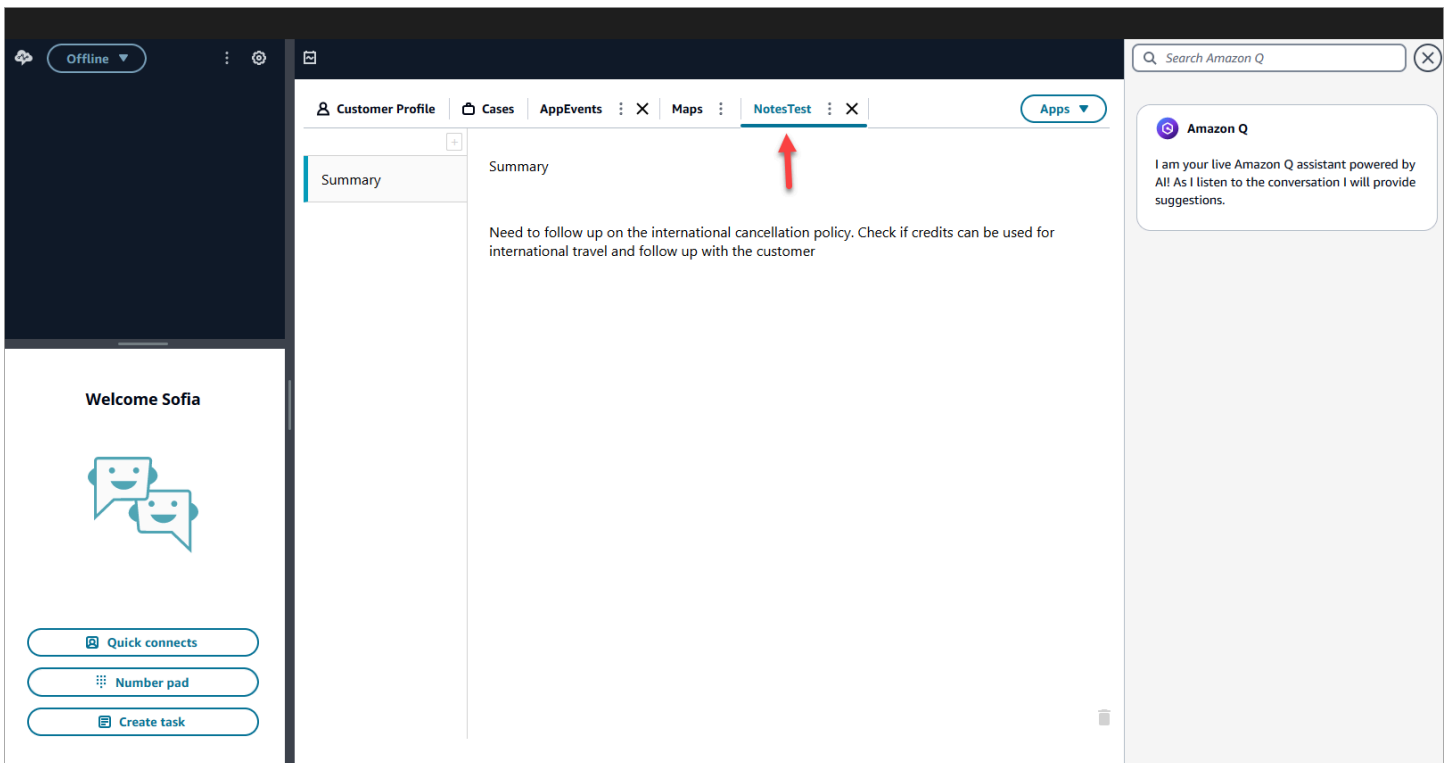 Offline
Search Amazon Q
Customer Profile
Cases
AppEvents
Maps
NotesTest
Apps
Summary
Summary
Need to follow up on the international cancellation policy. Check if credits can be used for
international travel and follow up with the customer
Amazon Q
I am your live Amazon Q assistant powered by
AI! As I listen to the conversation I will provide
suggestions.
Welcome Sofia
Quick connects
Number pad
Create task